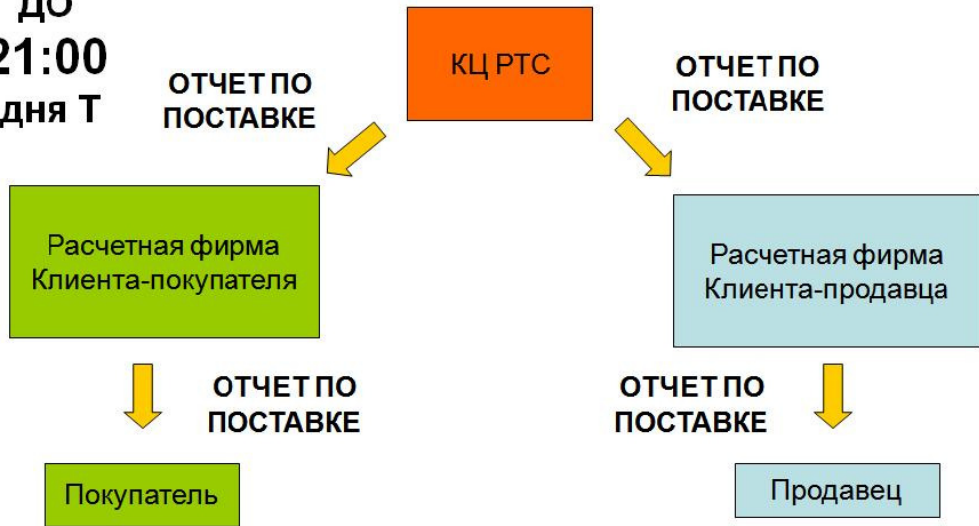 ДО
21:00
дня Т
ОТЧЕТ ПО
ПОСТАВКЕ
КЦ РТС
ОТЧЕТ ПО
ПОСТАВКЕ
Расчетная фирма
Клиента-покупателя
Расчетная фирма
Клиента-продавца
ОТЧЕТ ПО
ПОСТАВКЕ
ОТЧЕТ ПО
ПОСТАВКЕ
Покупатель
Продавец